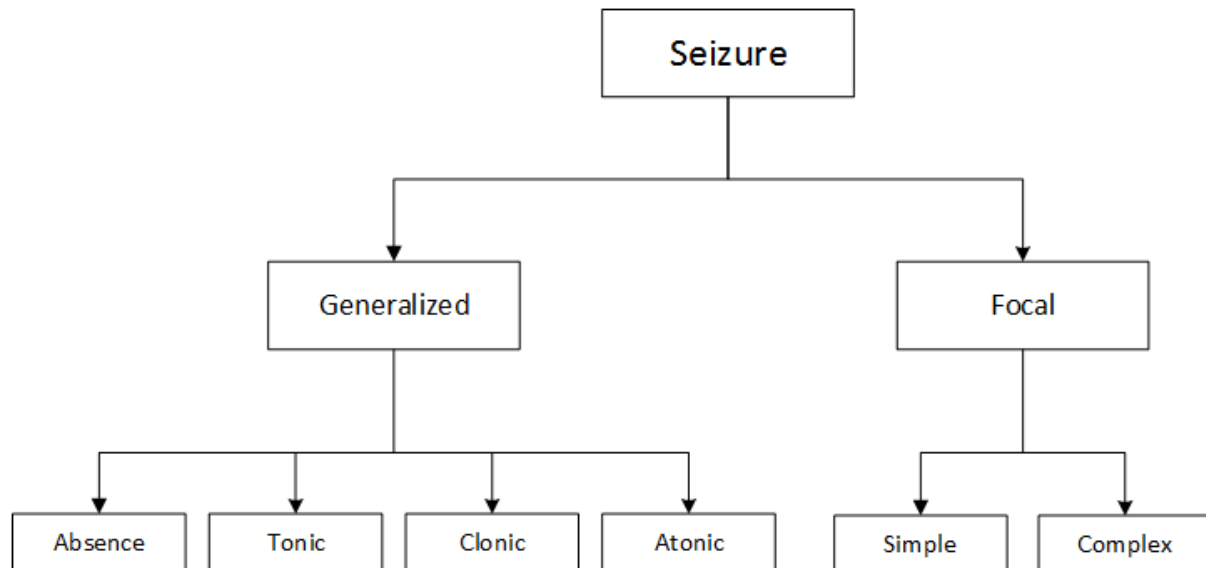 Seizure
Generalized
Focal
Absence
Tonic
Clonic
Atonic
Simple
Complex